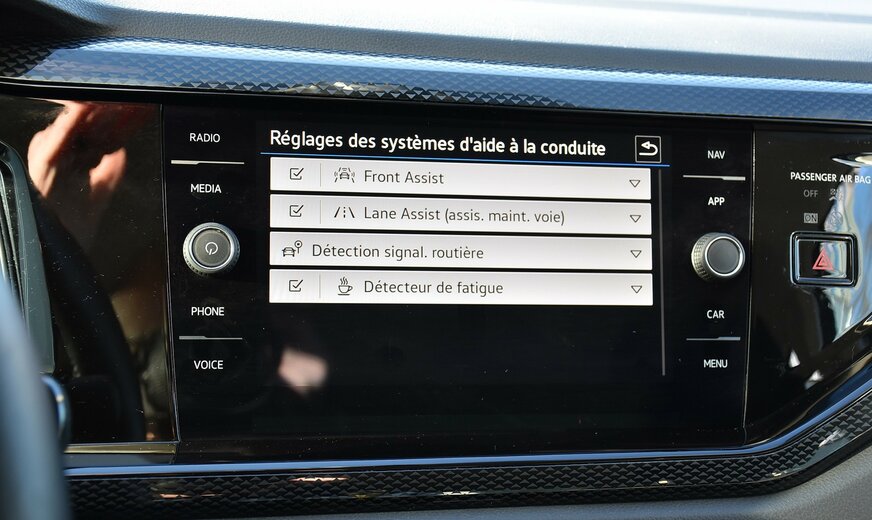 RADIO
MEDIA
PHONE
VOICE
Réglages des systèmes d'aide à la conduite
Front Assist
Lane Assist (assis. maint. voie)
Détection signal. routière
Détecteur de fatigue
NAV
APP
CAR
MENU
PASSENGER AIR BAG
OFF
ON